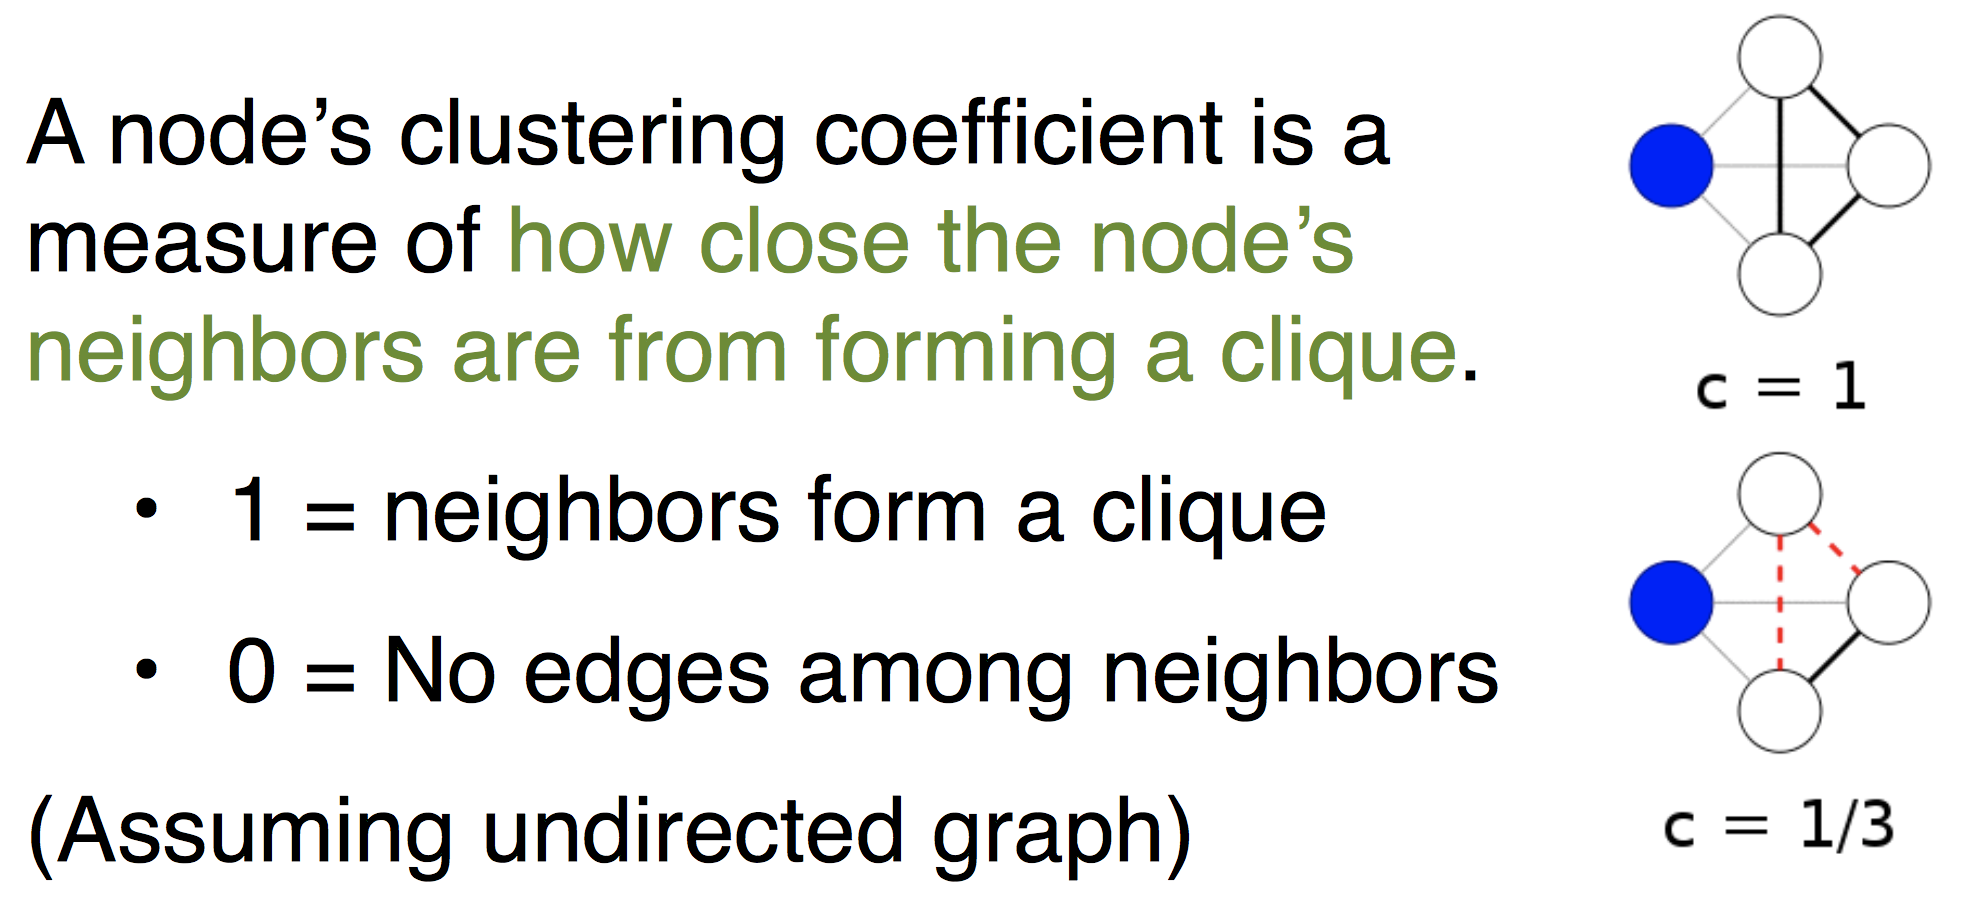 A node’s clustering coefficient is a
measure of how close the node’s
neighbors are from forming a clique.
• 1 = neighbors form a clique
• 0 = No edges among neighbors
(Assuming undirected graph)
c = 1
c = 1/3